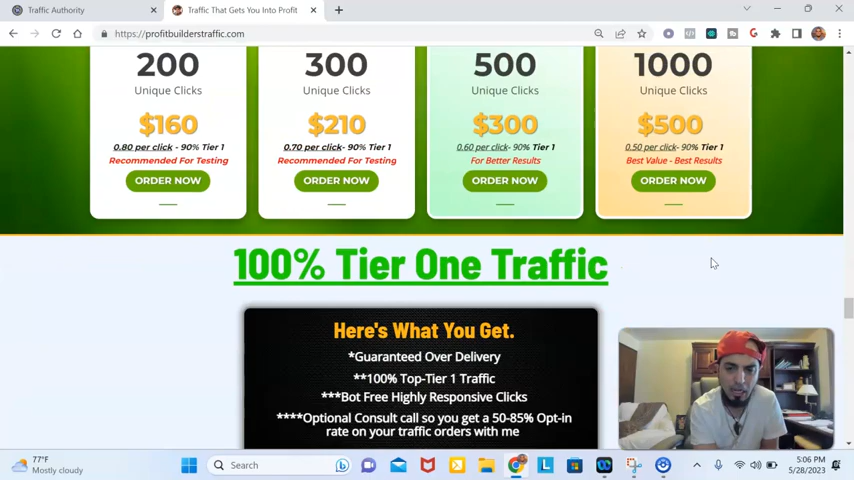 Traffic Authority
Traffic That Gets You Into Profit
https://profitbuilderstraffic.com
200
Unique Clicks
$160
0.80 per click - 90% Tier 1
Recommended For Testing
ORDER NOW
300
Unique Clicks
$210
0.70 per click- 90% Tier 1
Recommended For Testing
ORDER NOW
500
Unique Clicks
$300
0.60 per click- 90% Tier 1
For Better Results
ORDER NOW
1000
Unique Clicks
$500
0.50 per click- 90% Tier 1
Best Value - Best Results
ORDER NOW
100% Tier One Traffic
Here's What You Get.
*Guaranteed Over Delivery
**100% Top-Tier 1 Traffic
***Bot Free Highly Responsive Clicks
****Optional Consult call so you get a 50-85% Opt-in
rate on your traffic orders with me
77°F
Mostly cloudy
Search
5:06 PM
5/28/2023